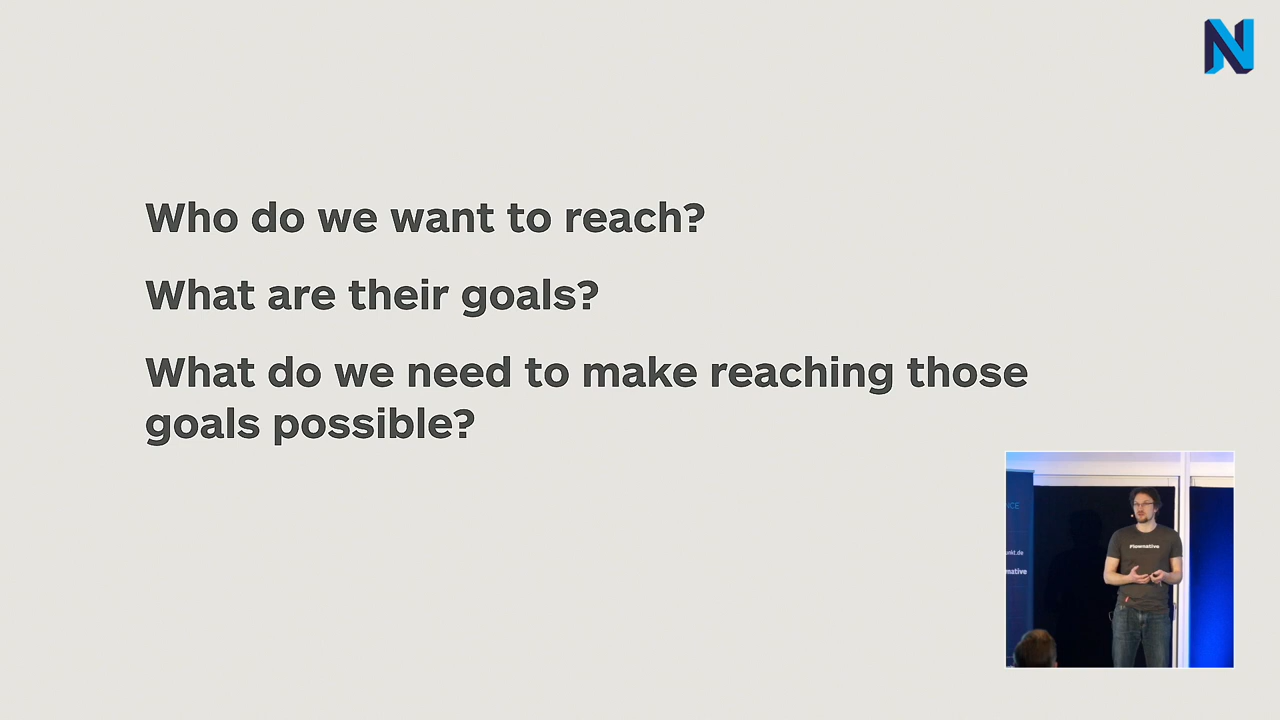 Who do we want to reach?
What are their goals?
What do we need to make reaching those
goals possible?
flownative